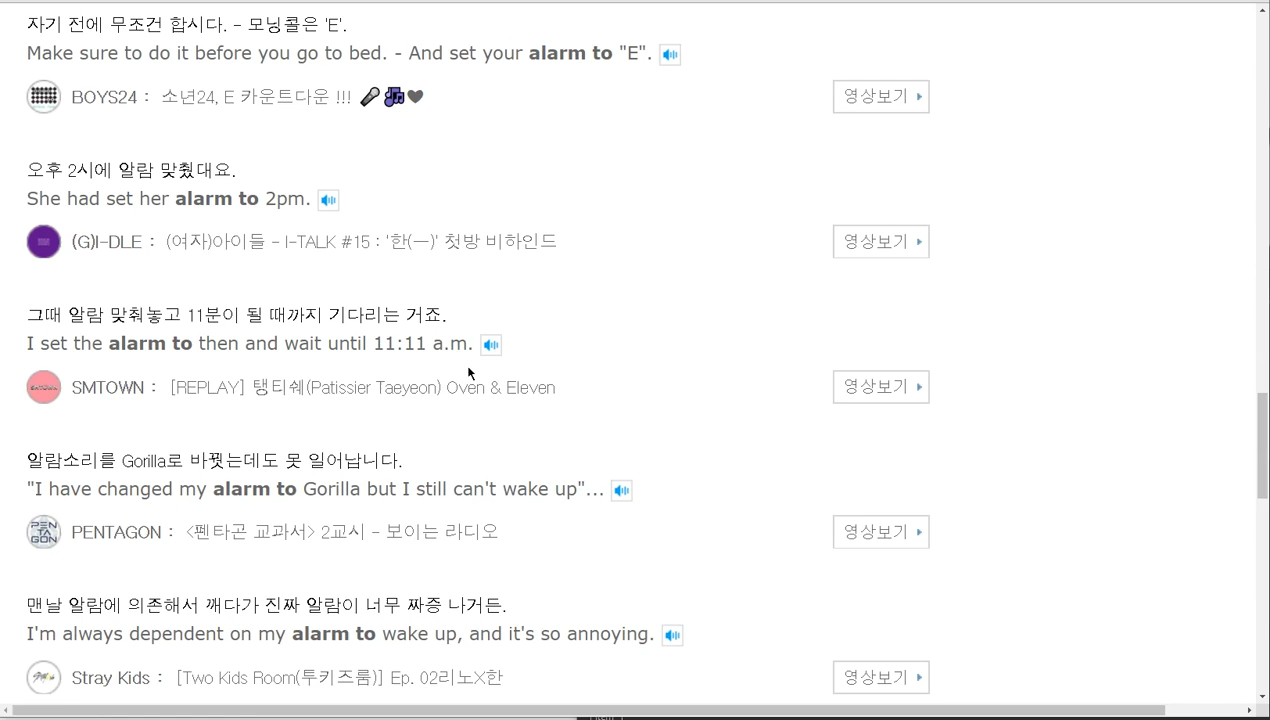 자기 전에 무조건 합시다. - 모닝콜은 'E'.
Make sure to do it before you go to bed. - And set your alarm to "E".
BOYS24 : 소년24, E 카운트다운 !!! 🎤🎶🖤
영상보기
오후 2시에 알람 맞췄대요.
She had set her alarm to 2pm.
(G)I-DLE : (여자)아이들 - I-TALK #15 : '한(一)' 첫방 비하인드
영상보기
그때 알람 맞춰놓고 11분이 될 때까지 기다리는 거죠.
I set the alarm to then and wait until 11:11 a.m.
SMTOWN : [REPLAY] 탱티쉐(Patissier Taeyeon) Oven & Eleven
영상보기
알람소리를 Gorilla로 바꿧는데도 못 일어납니다.
"I have changed my alarm to Gorilla but I still can't wake up"...
PENTAGON
PENTAGON : <펜타곤 교과서> 2교시 - 보이는 라디오
영상보기
맨날 알람에 의존해서 깨다가 진짜 알람이 너무 짜증 나거든.
I'm always dependent on my alarm to wake up, and it's so annoying.
Stray Kids : [Two Kids Room(투키즈룸)] Ep. 02리노X한
영상보기